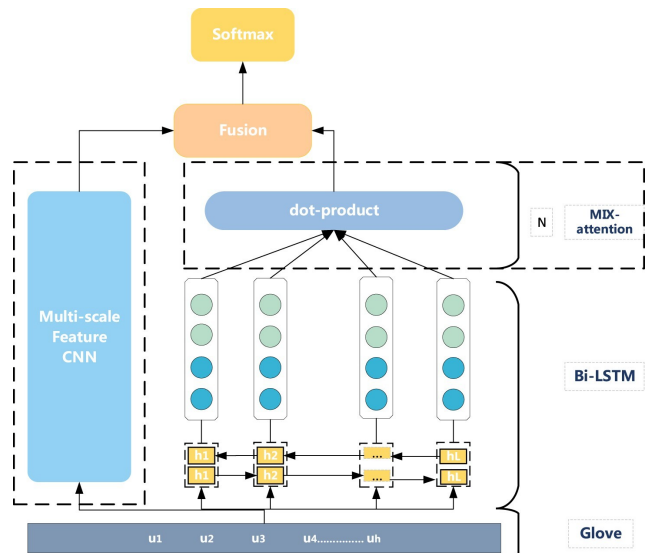 Softmax
Fusion
dot-product
N
MIX-
attention
Multi-scale
Feature
CNN
Bi-LSTM
h1 h2 ... hL
h1 h2 ... hL
u1 u2 u3 u4.............. uh
Glove